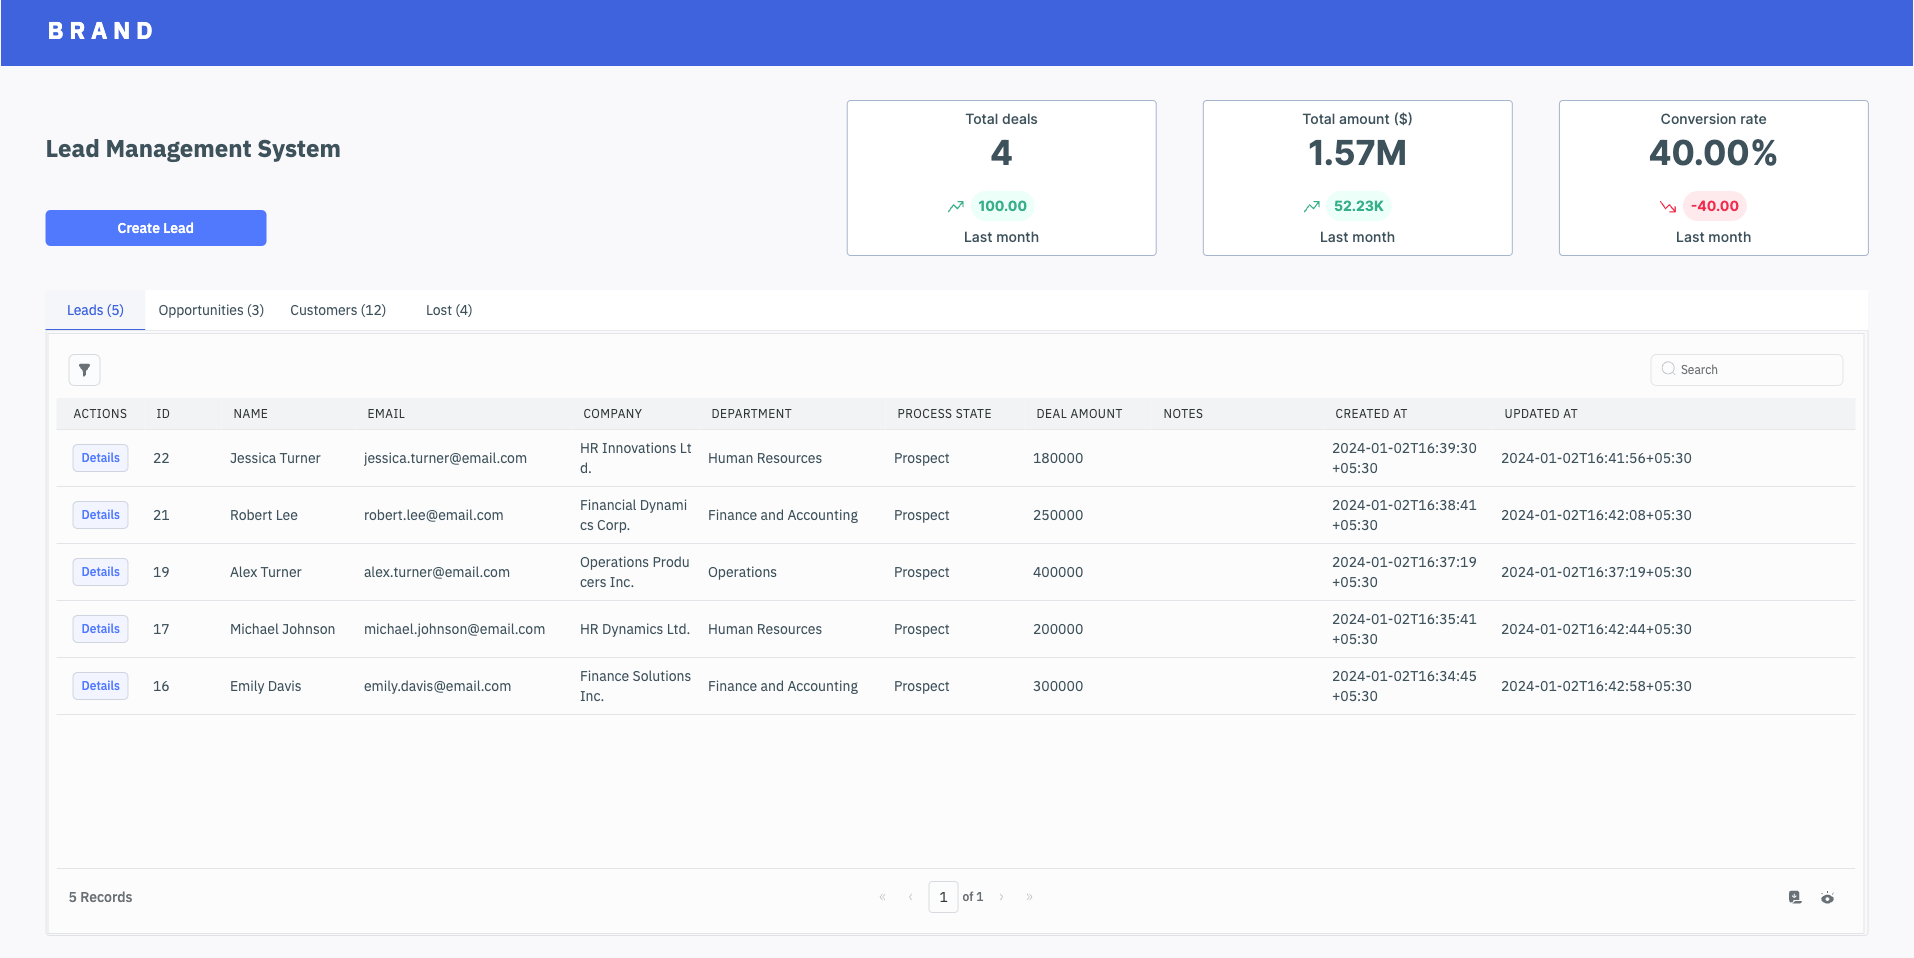 BRAND
Lead Management System
Create Lead
Total deals
4
100.00
Last month
Total amount ($)
1.57M
52.23K
Last month
Conversion rate
40.00%
-40.00
Last month
Leads (5) Opportunities (3) Customers (12) Lost (4)
Search
ACTIONS ID NAME EMAIL COMPANY DEPARTMENT PROCESS STATE DEAL AMOUNT NOTES CREATED AT UPDATED AT
Details 22 Jessica Turner jessica.turner@email.com HR Innovations Lt Human Resources Prospect 180000 2024-01-02T16:39:30 2024-01-02T16:41:56+05:30
d. +05:30
Details 21 Robert Lee robert.lee@email.com Financial Dynami Finance and Accounting Prospect 250000 2024-01-02T16:38:41 2024-01-02T16:42:08+05:30
cs Corp. +05:30
Details 19 Alex Turner alex.turner@email.com Operations Produ Operations Prospect 400000 2024-01-02T16:37:19 2024-01-02T16:37:19+05:30
cers Inc. +05:30
Details 17 Michael Johnson michael.johnson@email.com HR Dynamics Ltd. Human Resources Prospect 200000 2024-01-02T16:35:41 2024-01-02T16:42:44+05:30
+05:30
Details 16 Emily Davis emily.davis@email.com Finance Solutions Finance and Accounting Prospect 300000 2024-01-02T16:34:45 2024-01-02T16:42:58+05:30
Inc. +05:30
5 Records « ‹ 1 of 1 › »